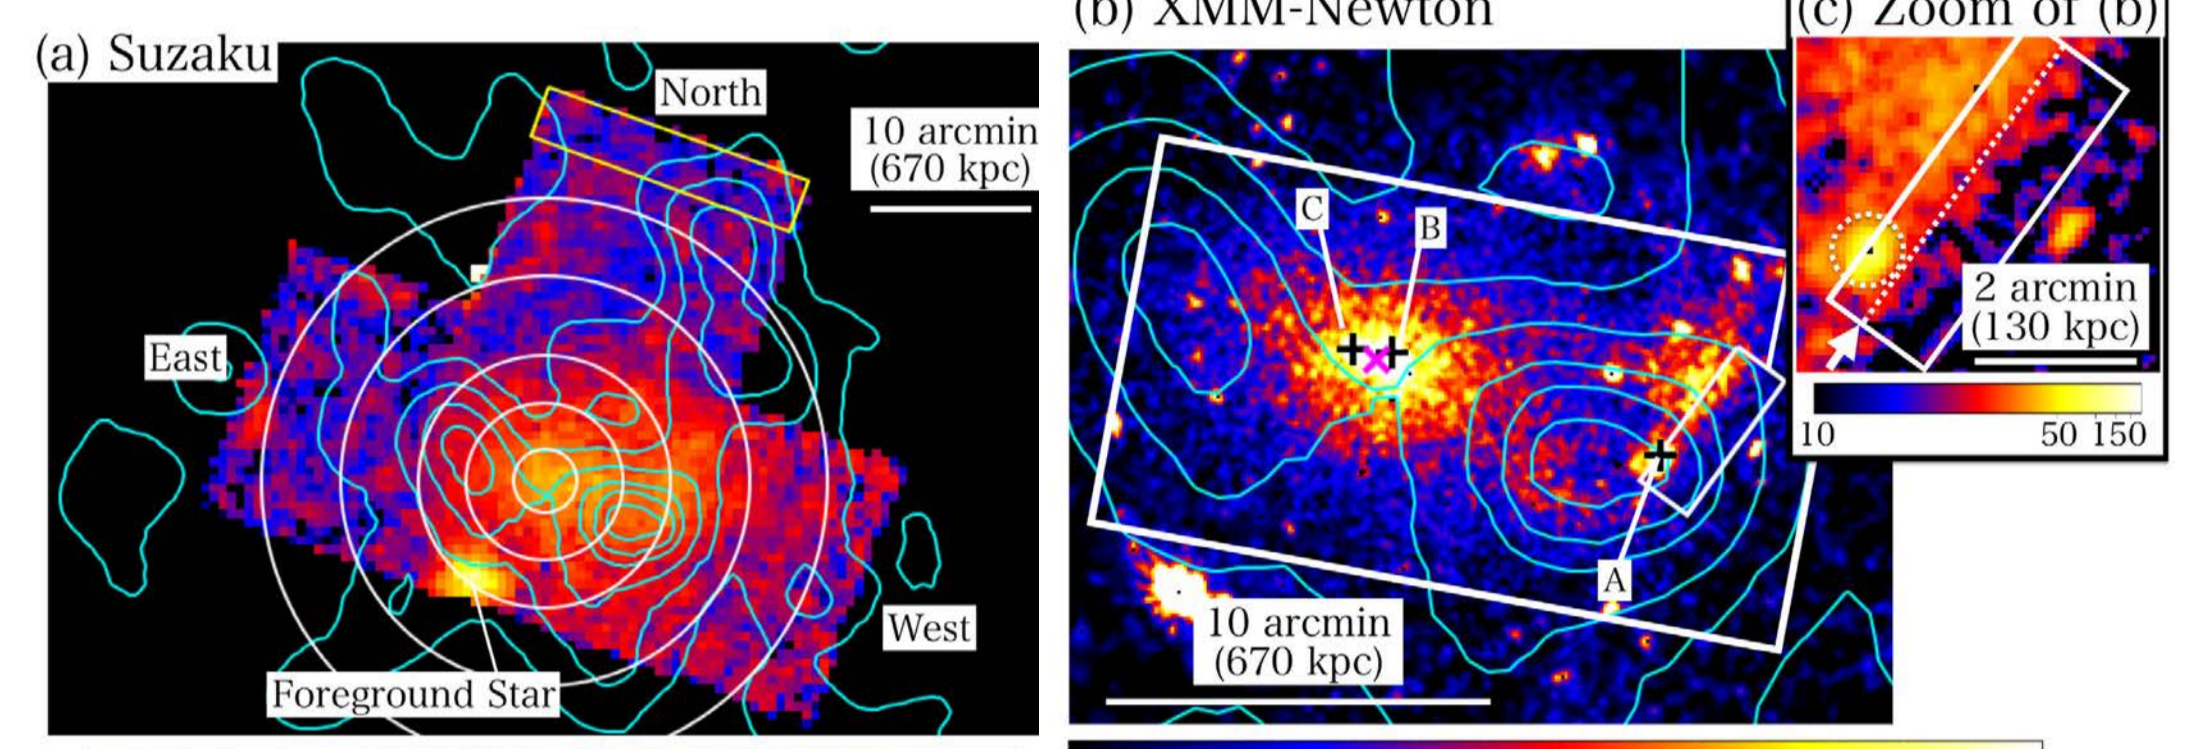 (a) Suzaku
North
10 arcmin
(670 kpc)
East
West
Foreground Star
(b) XMM-Newton
C
B
A
10 arcmin
(670 kpc)
(c) Zoom of (b)
2 arcmin
(130 kpc)
10 50 150